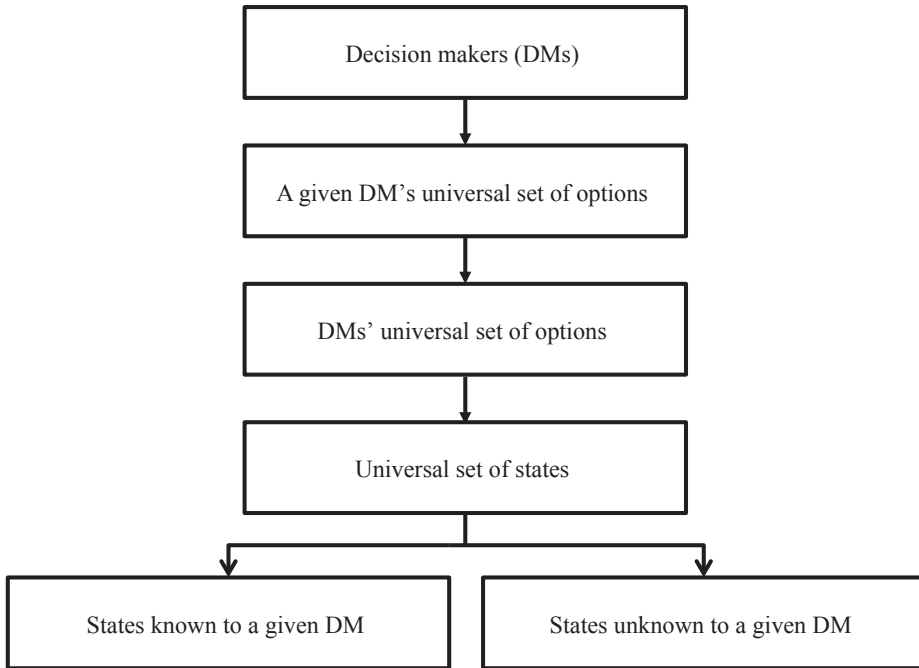 Decision makers (DMs)
A given DM’s universal set of options
DMs’ universal set of options
Universal set of states
States known to a given DM
States unknown to a given DM